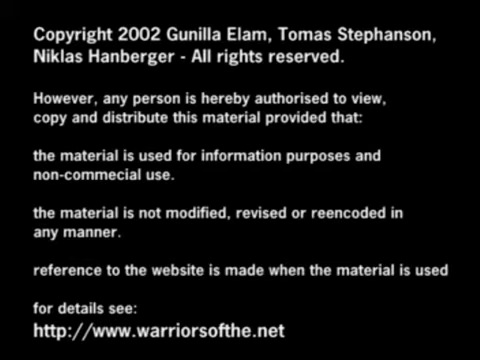 Copyright 2002 Gunilla Elam, Tomas Stephanson,
Niklas Hanberger - All rights reserved.
However, any person is hereby authorised to view,
copy and distribute this material provided that:
the material is used for information purposes and
non-commecial use.
the material is not modified, revised or reencoded in
any manner.
reference to the website is made when the material is used
for details see:
http://www.warriorsofthe.net